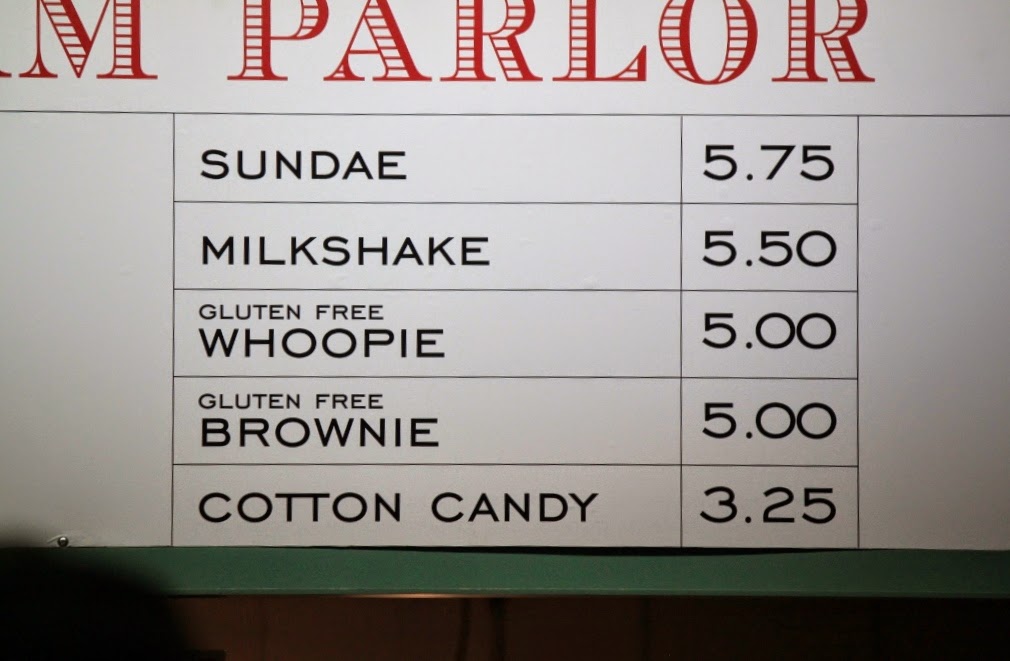 AM PARLOR
SUNDAE 5.75
MILKSHAKE 5.50
GLUTEN FREE
WHOOPIE 5.00
GLUTEN FREE
BROWNIE 5.00
COTTON CANDY 3.25